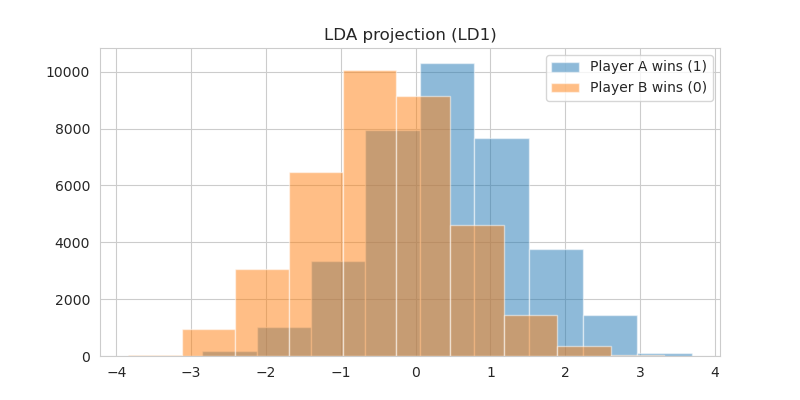 LDA projection (LD1)
Player A wins (1)
Player B wins (0)
10000
8000
6000
4000
2000
0
−4 −3 −2 −1 0 1 2 3 4